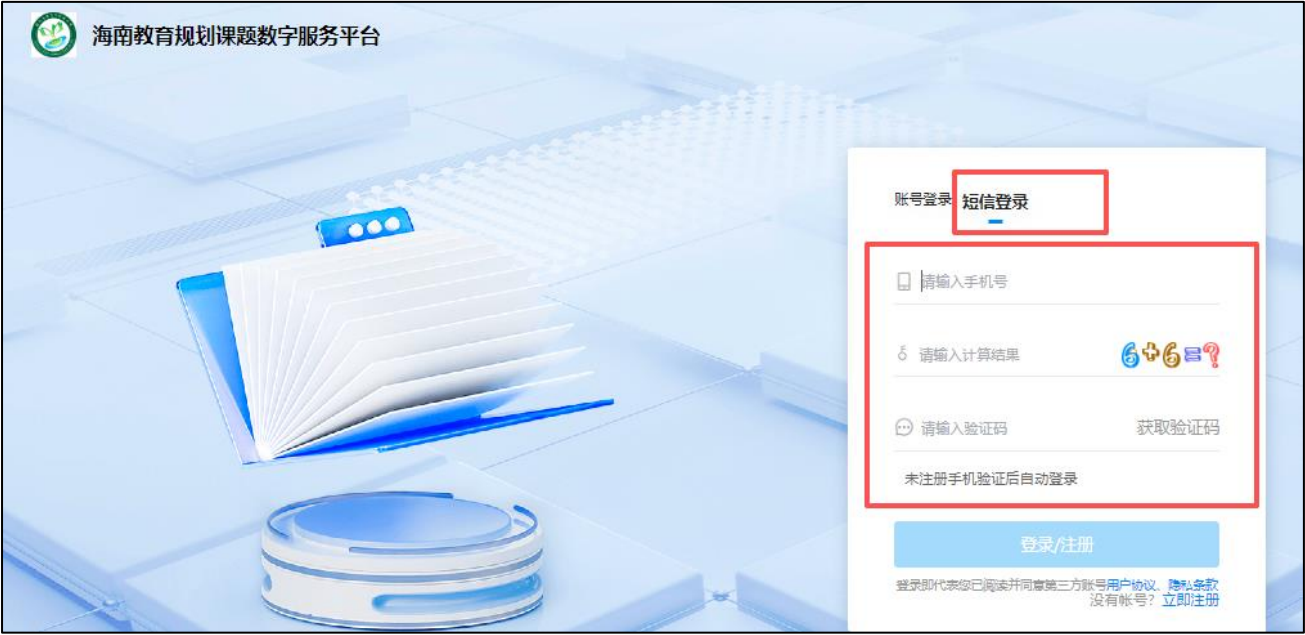 海南教育规划课题数字服务平台
账号登录 短信登录
请输入手机号
请输入计算结果 6+6=?
请输入验证码 获取验证码
未注册手机验证后自动登录
登录/注册
登录即代表您已阅读并同意第三方账号用户协议、隐私条款
没有帐号？立即注册